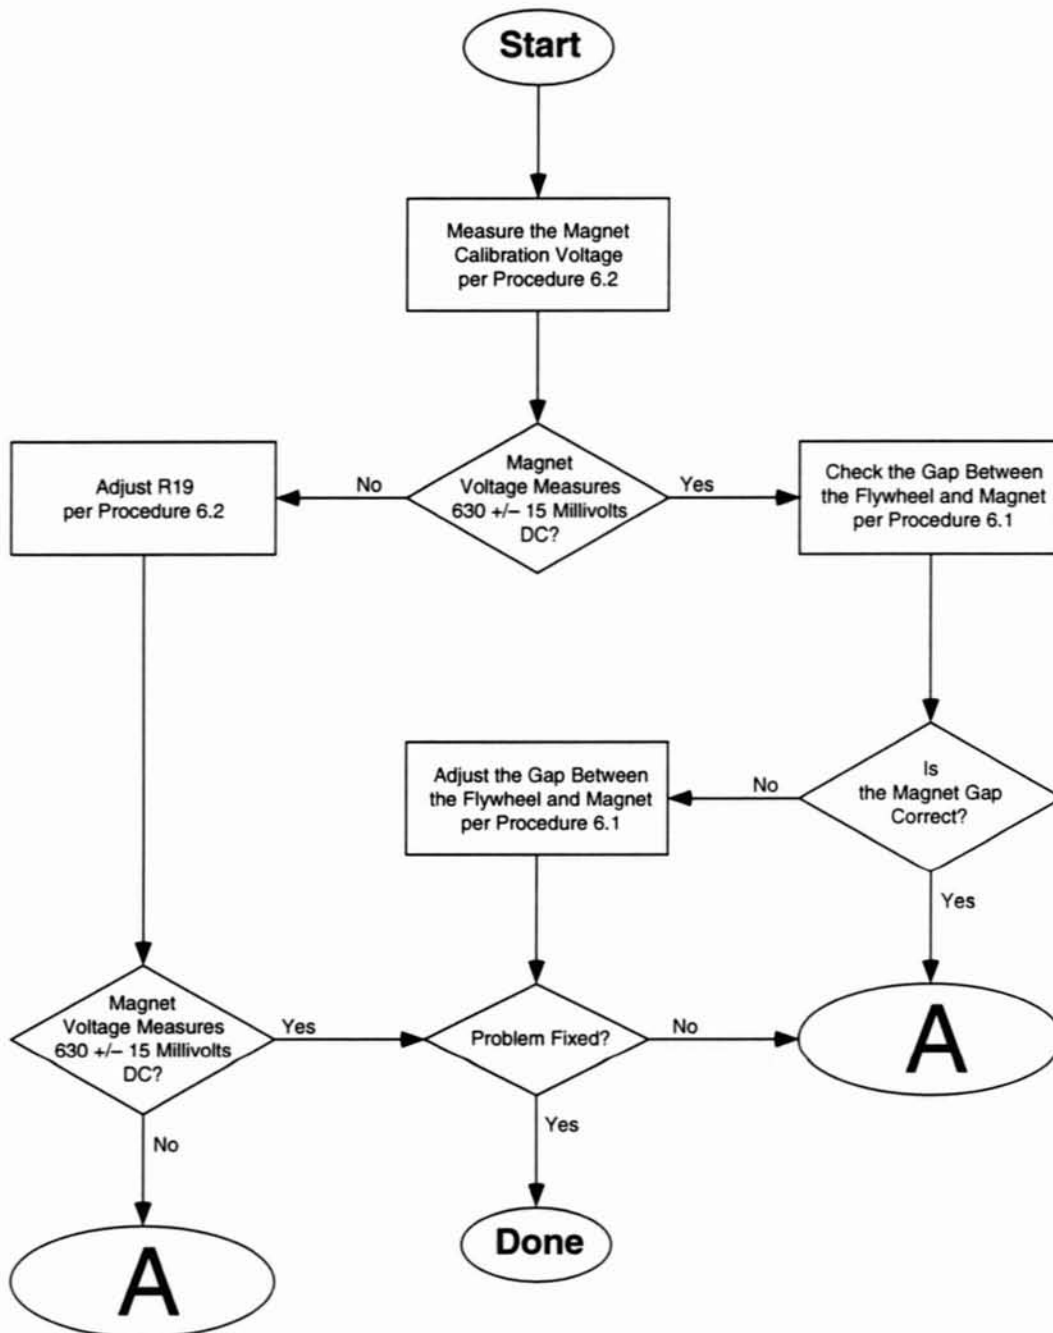 Start
Measure the Magnet
Calibration Voltage
per Procedure 6.2
Magnet
Voltage Measures
630 +/– 15 Millivolts
DC?
No
Yes
Adjust R19
per Procedure 6.2
Check the Gap Between
the Flywheel and Magnet
per Procedure 6.1
Is
the Magnet Gap
Correct?
No
Yes
Adjust the Gap Between
the Flywheel and Magnet
per Procedure 6.1
Magnet
Voltage Measures
630 +/– 15 Millivolts
DC?
Yes
No
Problem Fixed?
No
Yes
A
A
Done